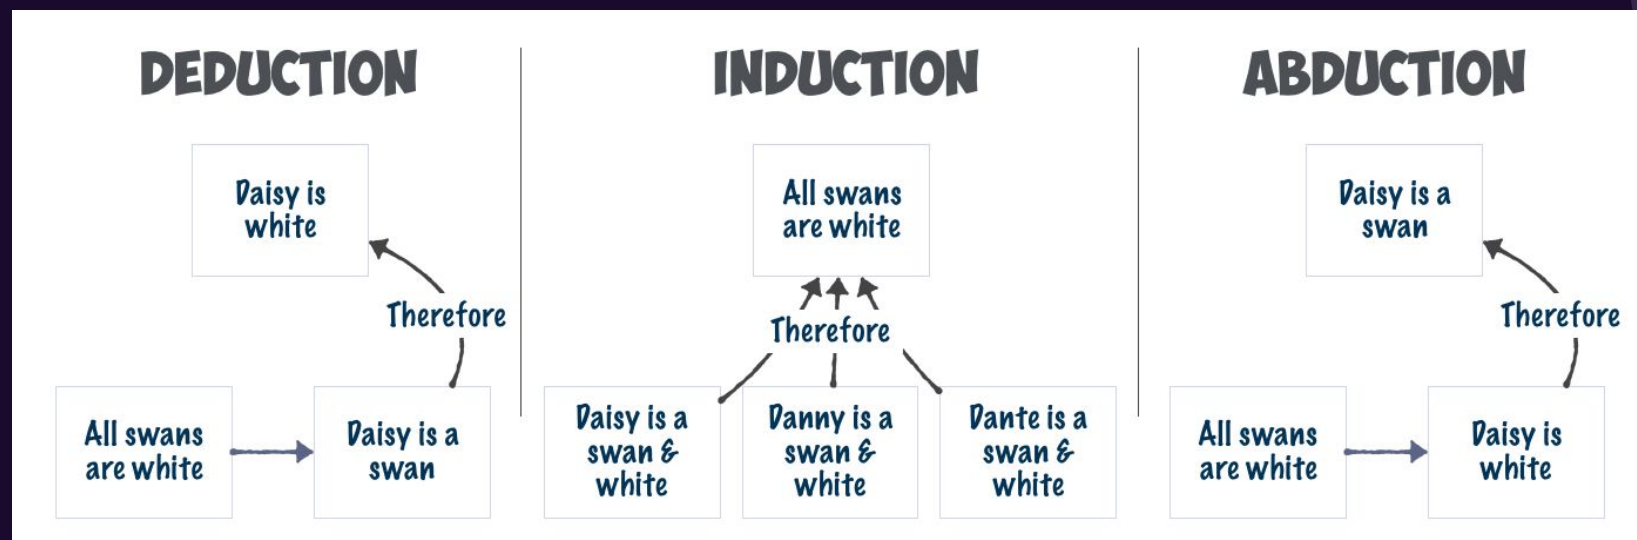 DEDUCTION
Daisy is
white
Therefore
All swans
are white
Daisy is a
swan
INDUCTION
All swans
are white
Therefore
Daisy is a
swan &
white
Danny is a
swan &
white
Dante is a
swan &
white
ABDUCTION
Daisy is a
swan
Therefore
All swans
are white
Daisy is
white